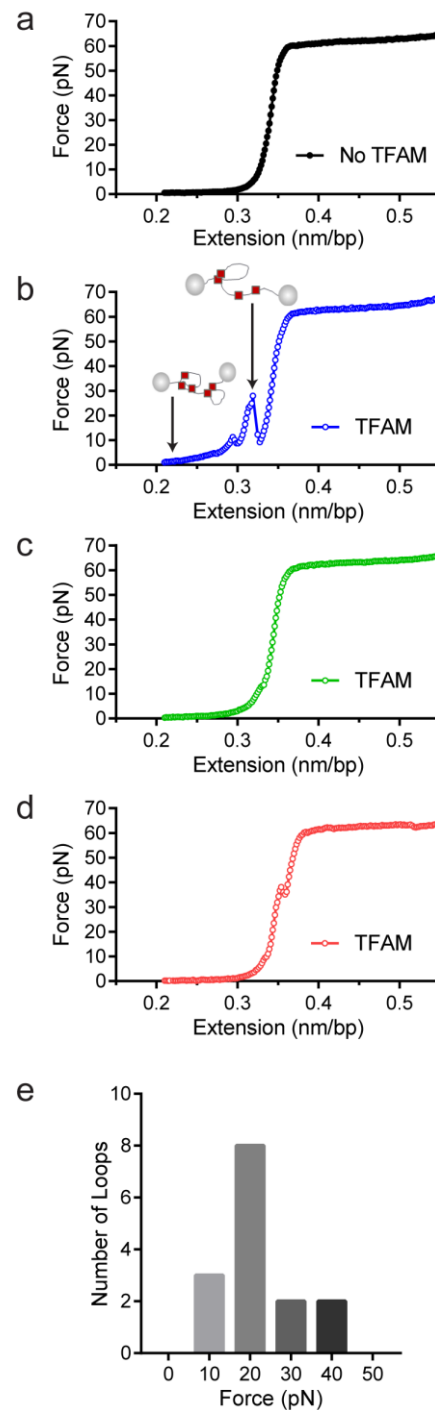 a
70
60
50
40
30
20
10
0
Force (pN)
No TFAM
0.2 0.3 0.4 0.5
Extension (nm/bp)
b
70
60
50
40
30
20
10
0
Force (pN)
TFAM
0.2 0.3 0.4 0.5
Extension (nm/bp)
c
70
60
50
40
30
20
10
0
Force (pN)
TFAM
0.2 0.3 0.4 0.5
Extension (nm/bp)
d
70
60
50
40
30
20
10
0
Force (pN)
TFAM
0.2 0.3 0.4 0.5
Extension (nm/bp)
e
10
8
6
4
2
0
Number of Loops
0 10 20 30 40 50
Force (pN)